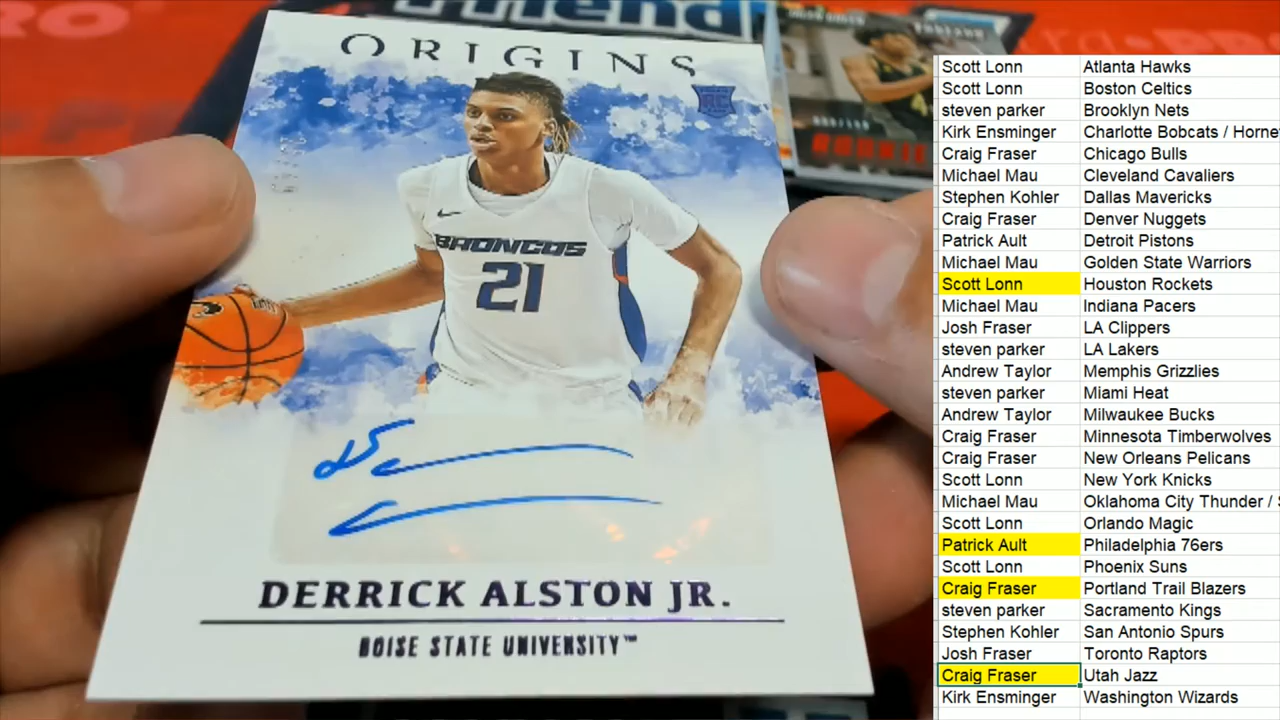 Friend
ORIGINS
RC
BRONCOS
21
DERRICK ALSTON JR.
BOISE STATE UNIVERSITY™
Scott Lonn Atlanta Hawks
Scott Lonn Boston Celtics
steven parker Brooklyn Nets
Kirk Ensminger Charlotte Bobcats / Horne
Craig Fraser Chicago Bulls
Michael Mau Cleveland Cavaliers
Stephen Kohler Dallas Mavericks
Craig Fraser Denver Nuggets
Patrick Ault Detroit Pistons
Michael Mau Golden State Warriors
Scott Lonn Houston Rockets
Michael Mau Indiana Pacers
Josh Fraser LA Clippers
steven parker LA Lakers
Andrew Taylor Memphis Grizzlies
steven parker Miami Heat
Andrew Taylor Milwaukee Bucks
Craig Fraser Minnesota Timberwolves
Craig Fraser New Orleans Pelicans
Scott Lonn New York Knicks
Michael Mau Oklahoma City Thunder /
Scott Lonn Orlando Magic
Patrick Ault Philadelphia 76ers
Scott Lonn Phoenix Suns
Craig Fraser Portland Trail Blazers
steven parker Sacramento Kings
Stephen Kohler San Antonio Spurs
Josh Fraser Toronto Raptors
Craig Fraser Utah Jazz
Kirk Ensminger Washington Wizards